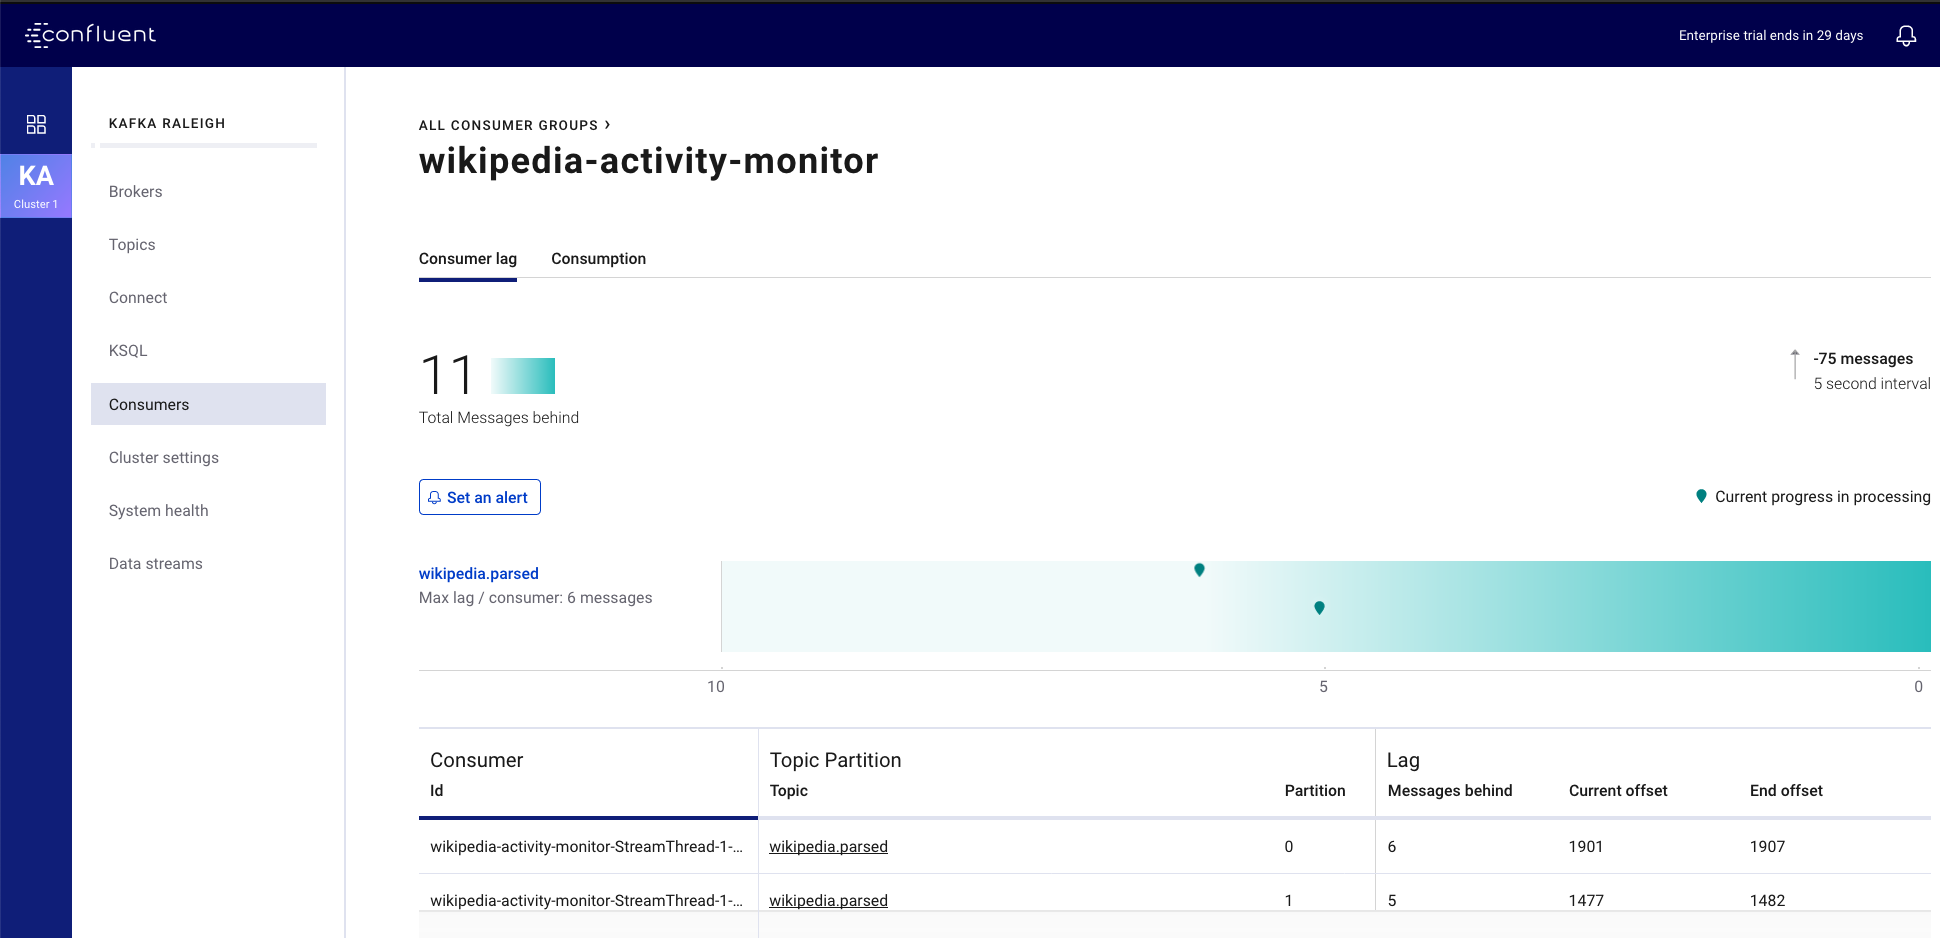 confluent
Enterprise trial ends in 29 days
KA
Cluster 1
KAFKA RALEIGH
Brokers
Topics
Connect
KSQL
Consumers
Cluster settings
System health
Data streams
ALL CONSUMER GROUPS ›
wikipedia-activity-monitor
Consumer lag Consumption
11
Total Messages behind
-75 messages
5 second interval
Set an alert
Current progress in processing
wikipedia.parsed
Max lag / consumer: 6 messages
10 5 0
Consumer Topic Partition Lag
Id Topic Partition Messages behind Current offset End offset
wikipedia-activity-monitor-StreamThread-1-... wikipedia.parsed 0 6 1901 1907
wikipedia-activity-monitor-StreamThread-1-... wikipedia.parsed 1 5 1477 1482